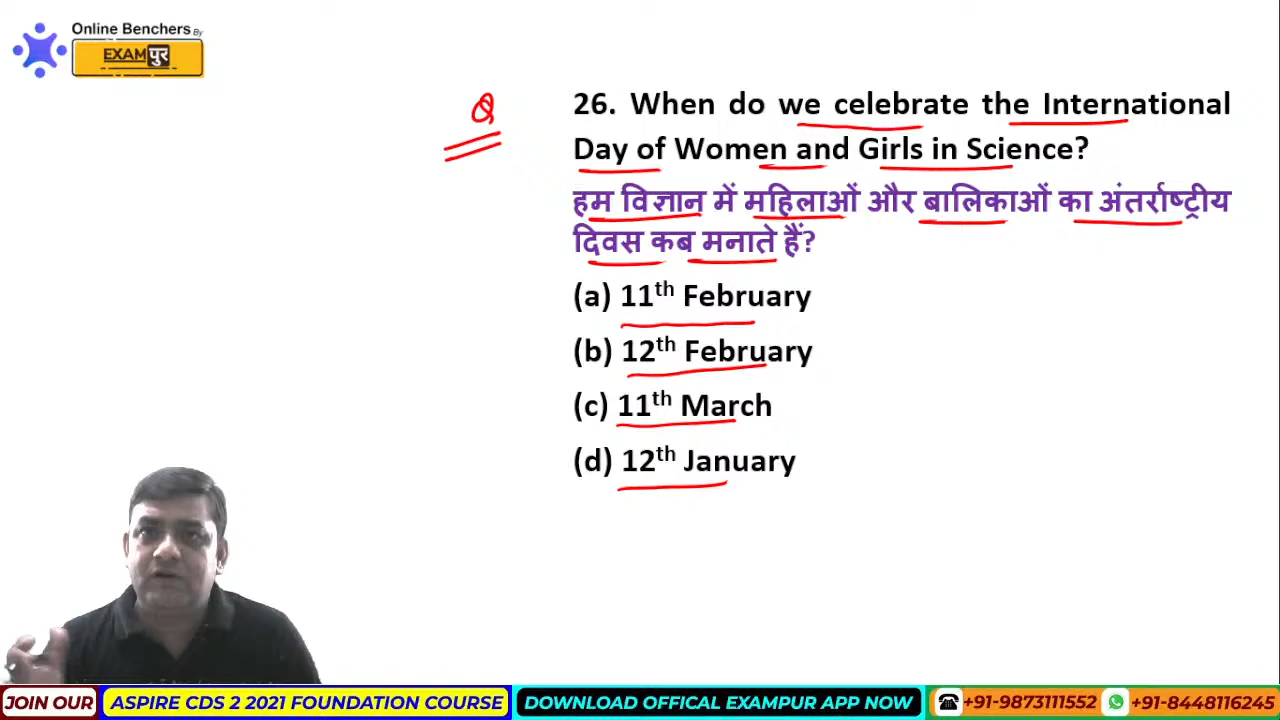 Online Benchers By
EXAMपुर
Q
26. When do we celebrate the International
Day of Women and Girls in Science?
हम विज्ञान में महिलाओं और बालिकाओं का अंतर्राष्ट्रीय
दिवस कब मनाते हैं?
(a) 11th February
(b) 12th February
(c) 11th March
(d) 12th January
JOIN OUR ASPIRE CDS 2 2021 FOUNDATION COURSE DOWNLOAD OFFICAL EXAMPUR APP NOW +91-9873111552 +91-8448116245